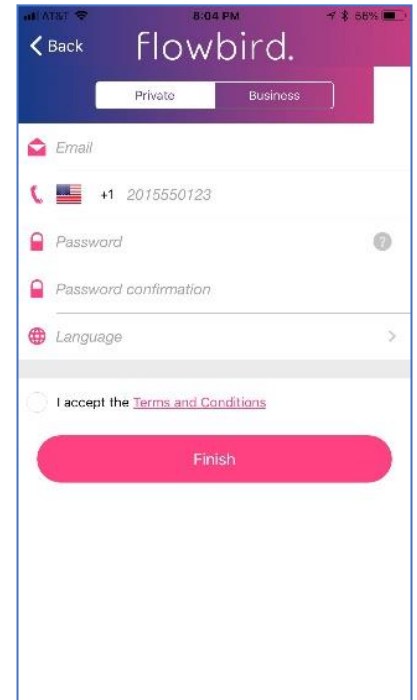 AT&T 8:04 PM 56%
Back flowbird.
Private Business
Email
+1 2015550123
Password ?
Password confirmation
Language
I accept the Terms and Conditions
Finish